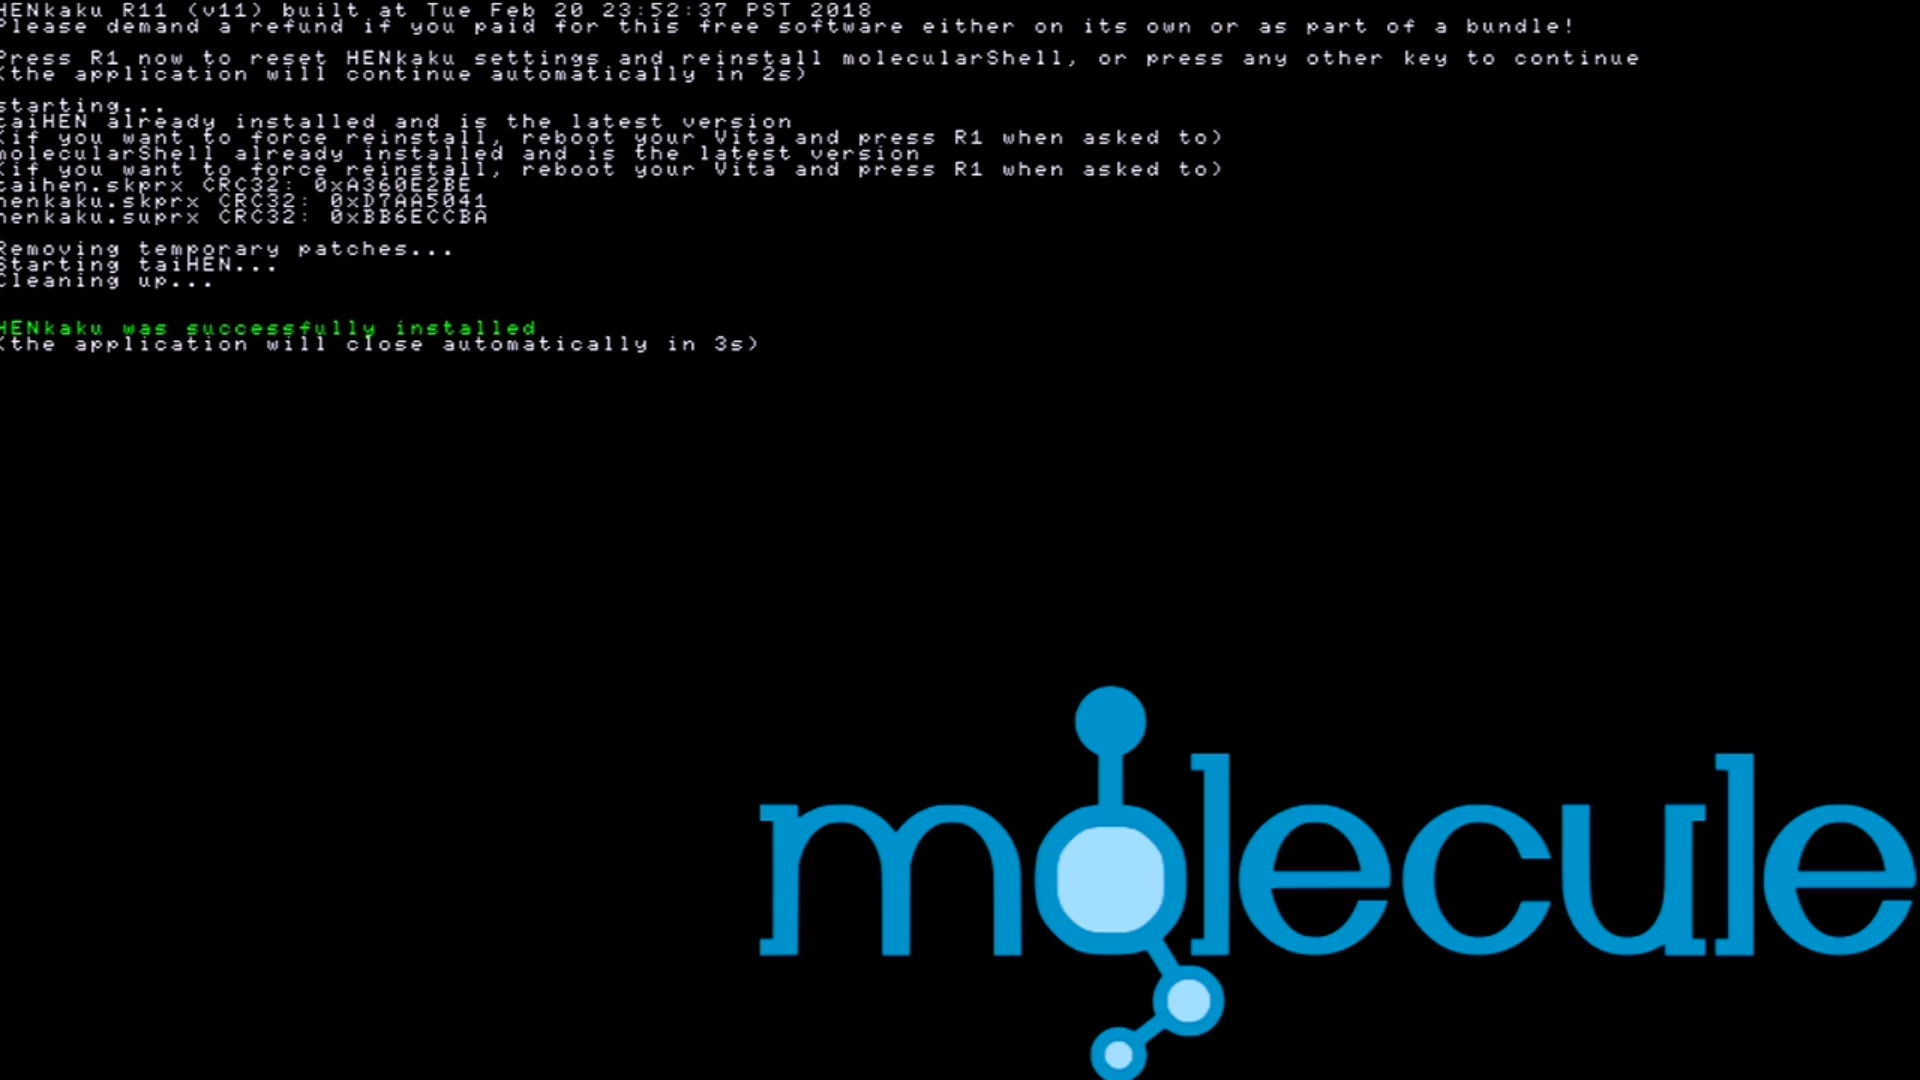 HENkaku R11 (v11) built at Tue Feb 20 23:52:37 PST 2018
Please demand a refund if you paid for this free software either on its own or as part of a bundle!
Press R1 now to reset HENkaku settings and reinstall molecularShell, or press any other key to continue
(the application will continue automatically in 2s)
starting...
taiHEN already installed and is the latest version
(if you want to force reinstall, reboot your Vita and press R1 when asked to)
molecularShell already installed and is the latest version
(if you want to force reinstall, reboot your Vita and press R1 when asked to)
taihen.skprx CRC32: 0xA360E2BE
henkaku.skprx CRC32: 0xD7AA5041
henkaku.suprx CRC32: 0xBB6ECCBA
Removing temporary patches...
Starting taiHEN...
Cleaning up...
HENkaku was successfully installed
(the application will close automatically in 3s)
molecule